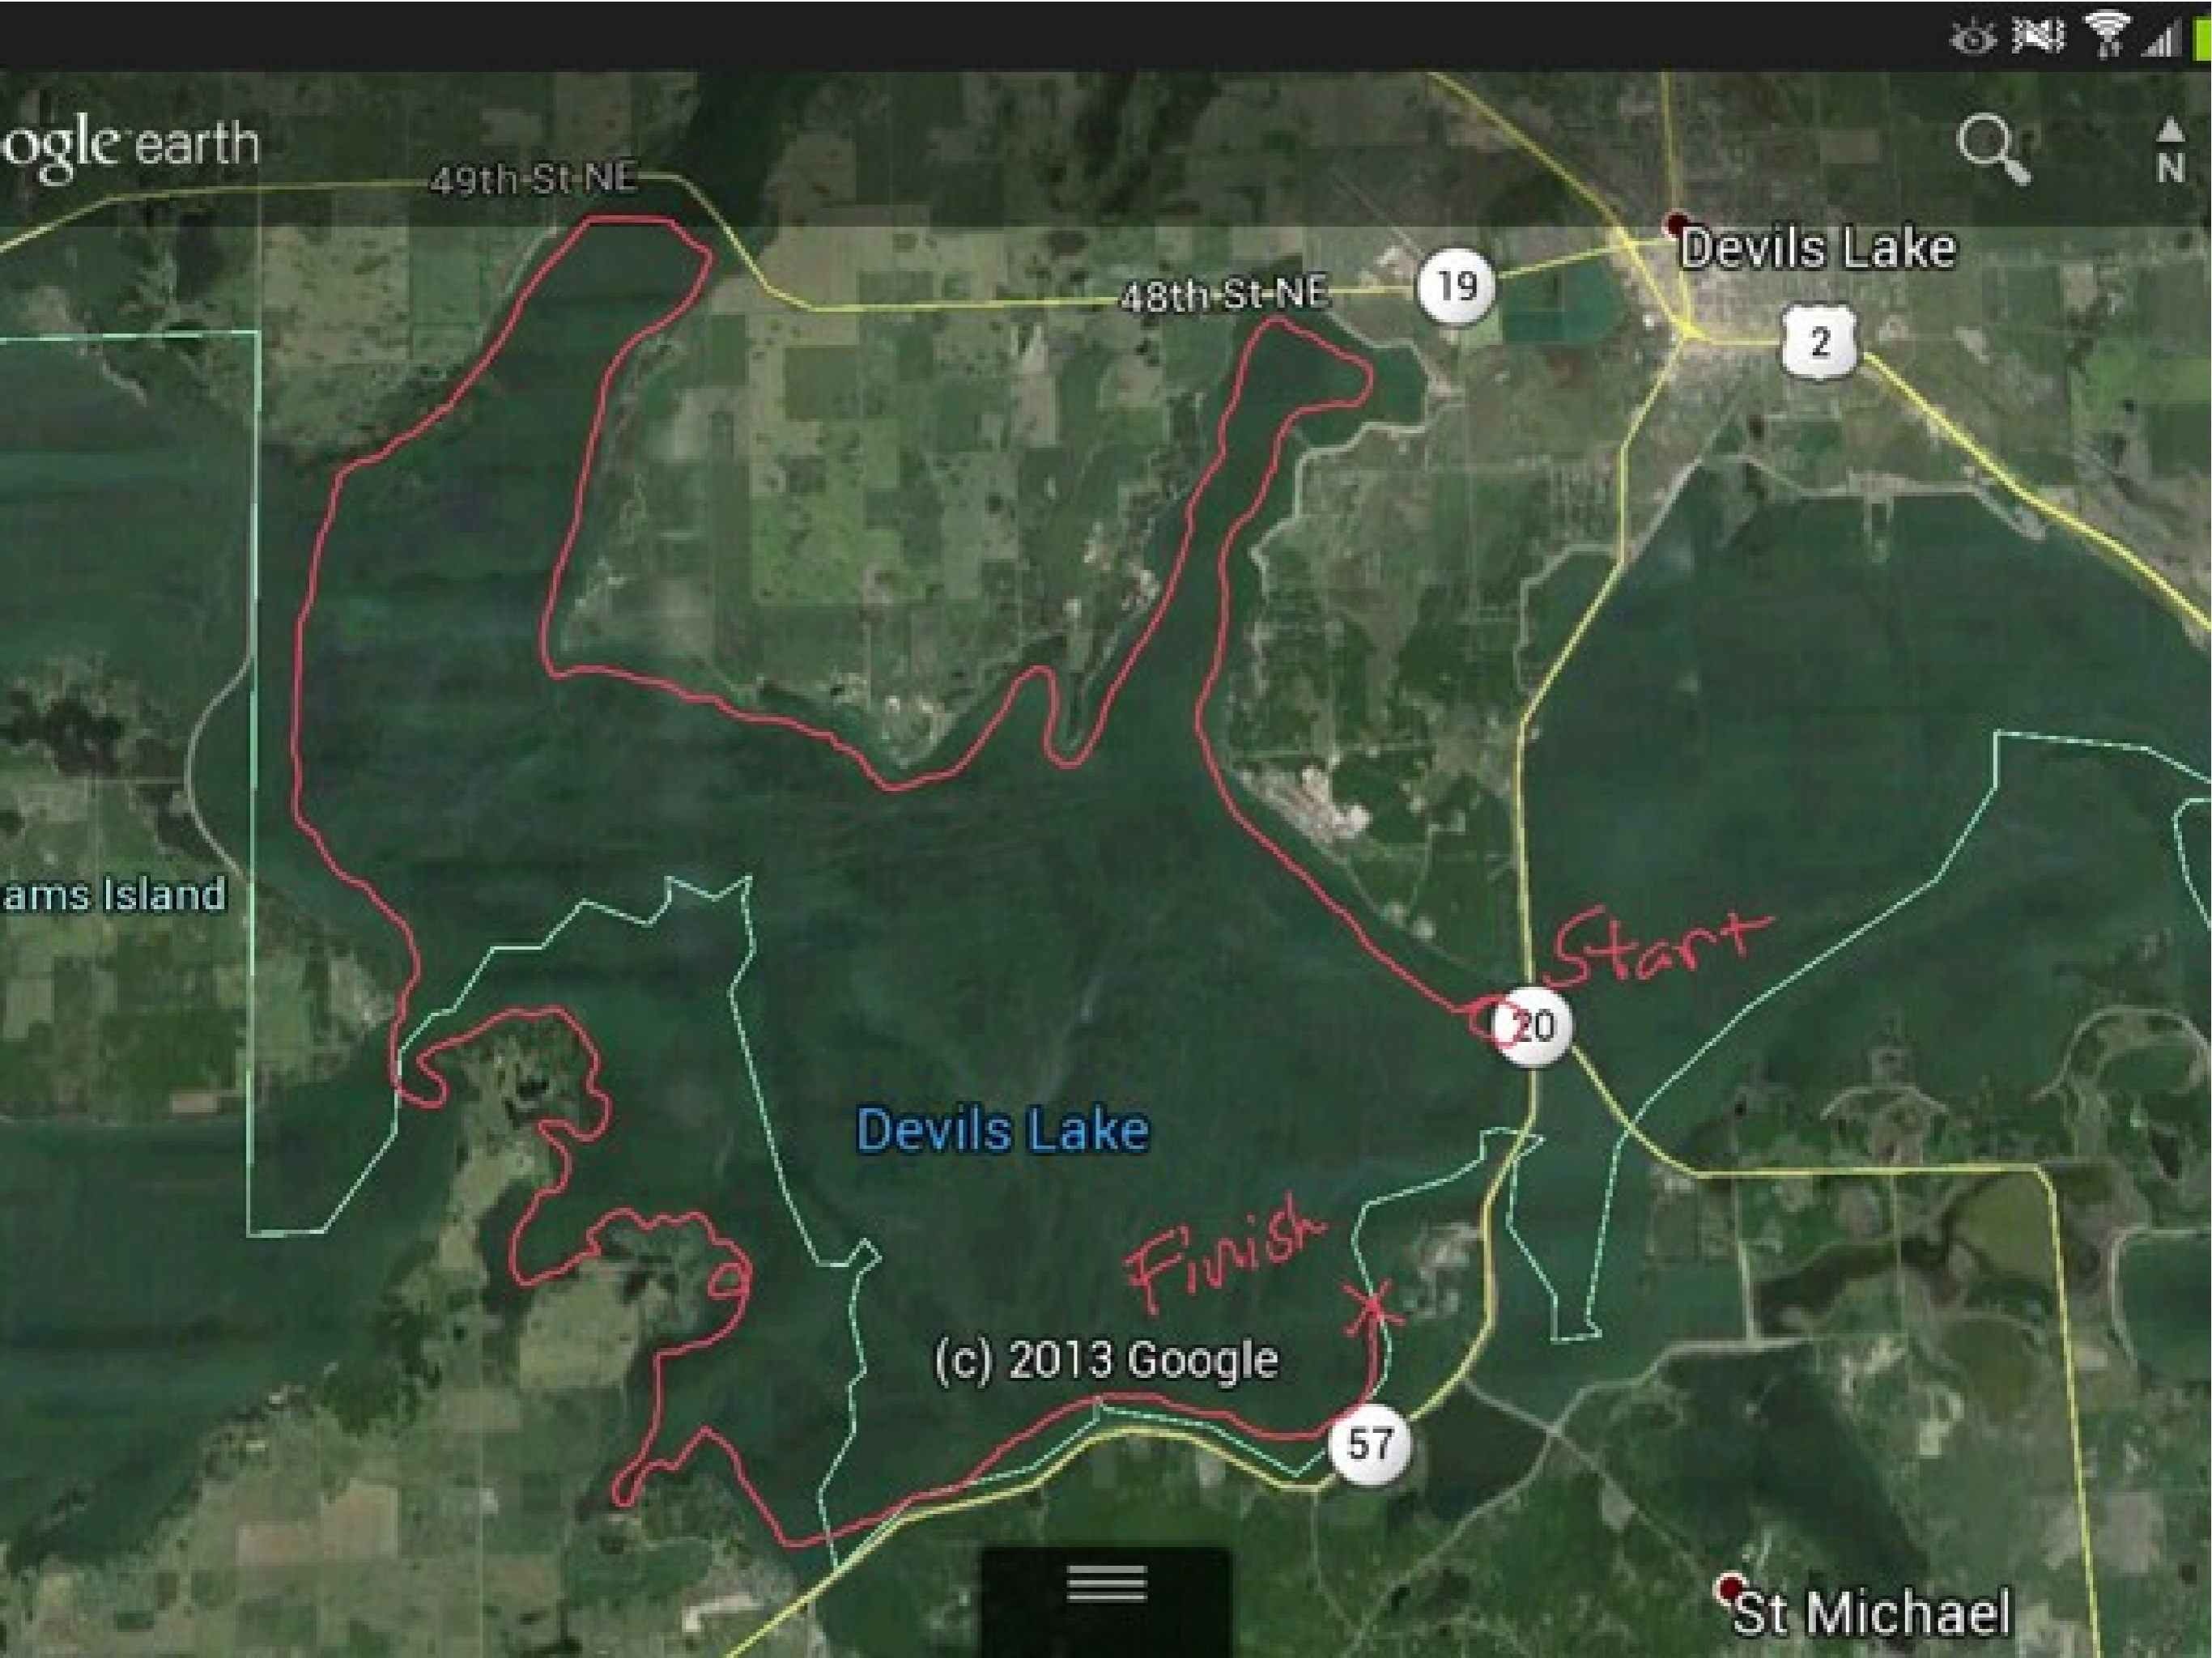 ogle earth
N
49th St NE
Devils Lake
48th St NE
19
2
ams Island
Start
20
Devils Lake
Finish
(c) 2013 Google
57
St Michael